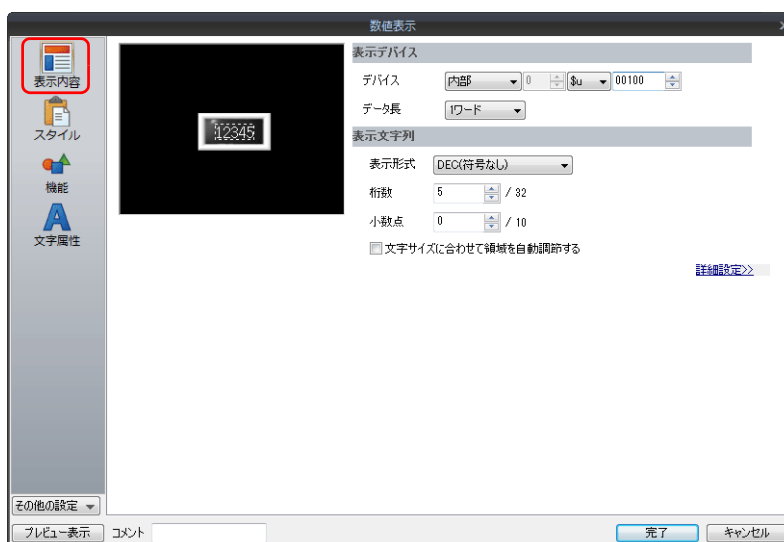 数値表示
表示内容
スタイル
機能
文字属性
その他の設定
12345
表示デバイス
デバイス 内部 0 $u 00100
データ長 1ワード
表示文字列
表示形式 DEC(符号なし)
桁数 5 / 32
小数点 0 / 10
文字サイズに合わせて領域を自動調節する
詳細設定>>
プレビュー表示 コメント 完了 キャンセル